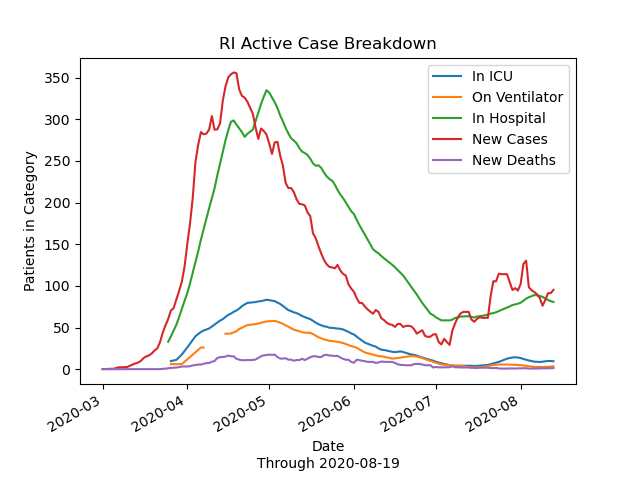 RI Active Case Breakdown
Patients in Category
350
300
250
200
150
100
50
0
In ICU
On Ventilator
In Hospital
New Cases
New Deaths
2020-03
2020-04
2020-05
2020-06
2020-07
2020-08
Date
Through 2020-08-19